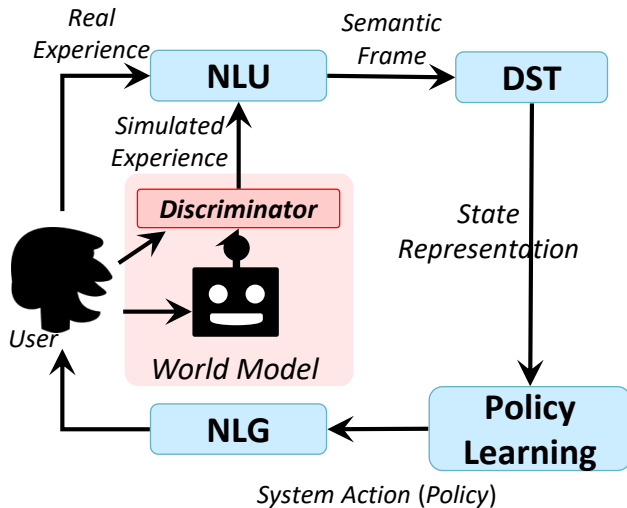 Real
Experience
NLU
Semantic
Frame
DST
Simulated
Experience
Discriminator
State
Representation
User
World Model
NLG
Policy
Learning
System Action (Policy)